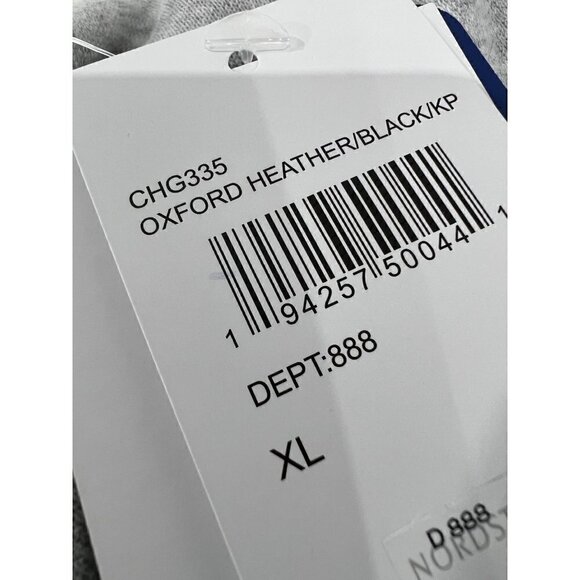 CHG335
OXFORD HEATHER/BLACK/KP
1 94257 50044 1
DEPT:888
XL
D 888